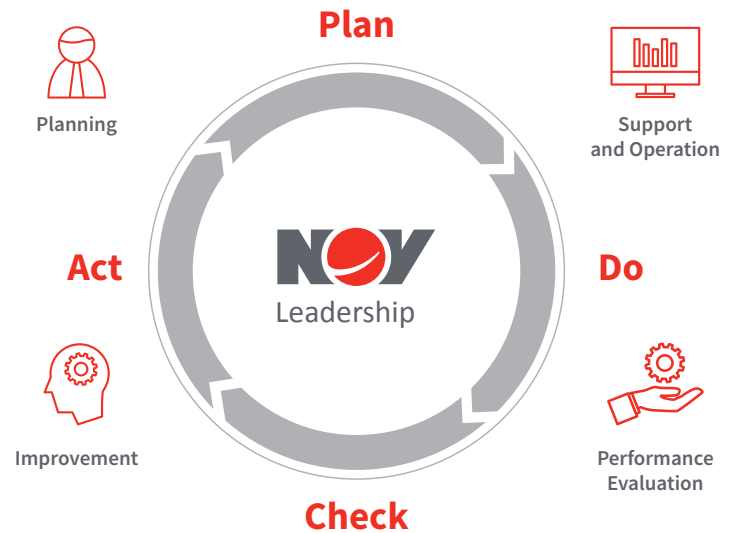 Plan
Planning
Support
and Operation
Act
Do
NOV
Leadership
Improvement
Performance
Evaluation
Check